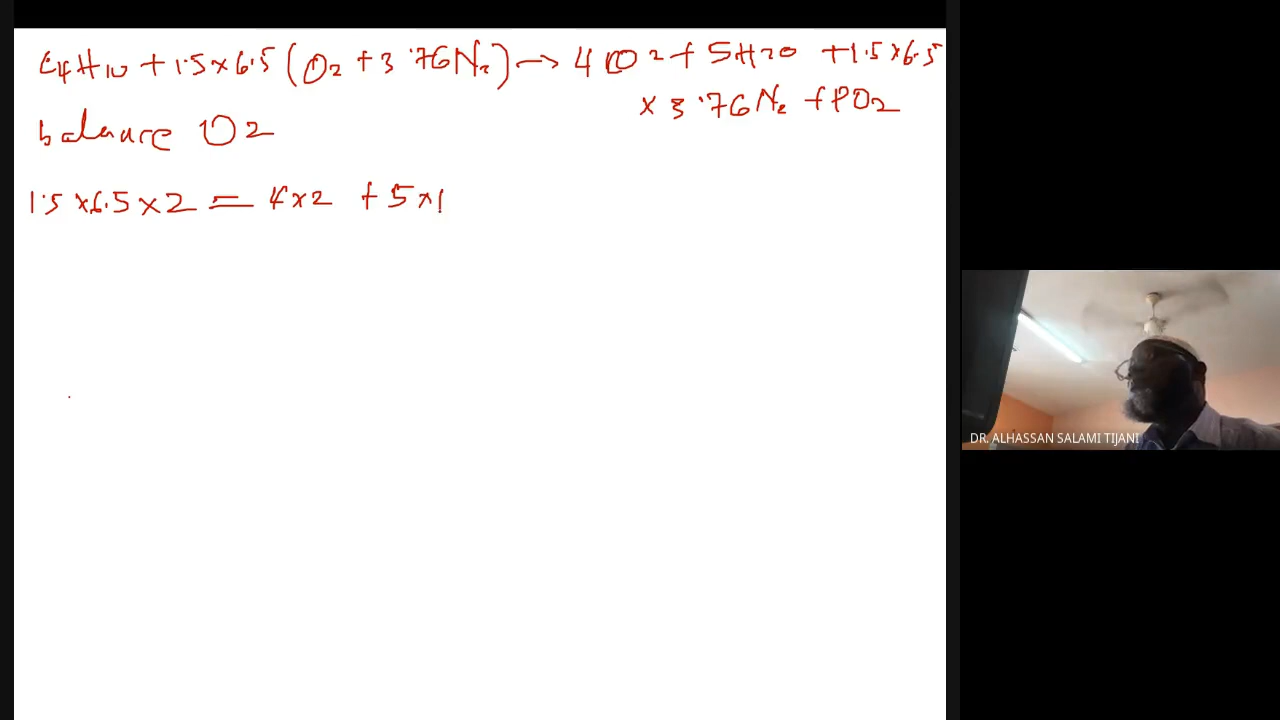 C4H10 + 1.5×6.5 (O2 + 3.76N2) → 4CO2 + 5H2O + 1.5×6.5
× 3.76N2 + PO2
balance O2
1.5×6.5×2 = 4×2 + 5×1
DR. ALHASSAN SALAMI TIJANI